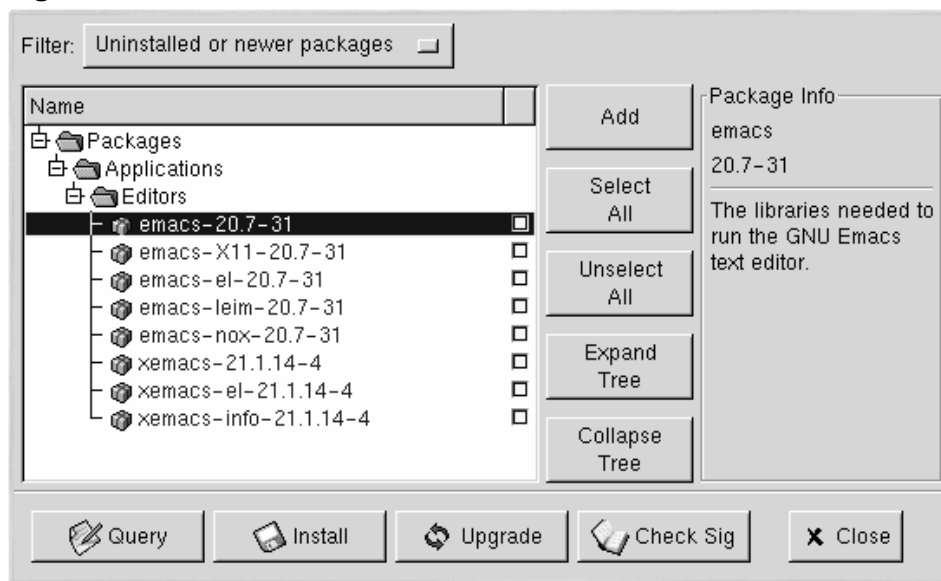 Filter: Uninstalled or newer packages
Name
Packages
Applications
Editors
emacs-20.7-31
emacs-X11-20.7-31
emacs-el-20.7-31
emacs-leim-20.7-31
emacs-nox-20.7-31
xemacs-21.1.14-4
xemacs-el-21.1.14-4
xemacs-info-21.1.14-4
Add
Select
All
Unselect
All
Expand
Tree
Collapse
Tree
Package Info
emacs
20.7-31
The libraries needed to
run the GNU Emacs
text editor.
Query
Install
Upgrade
Check Sig
Close